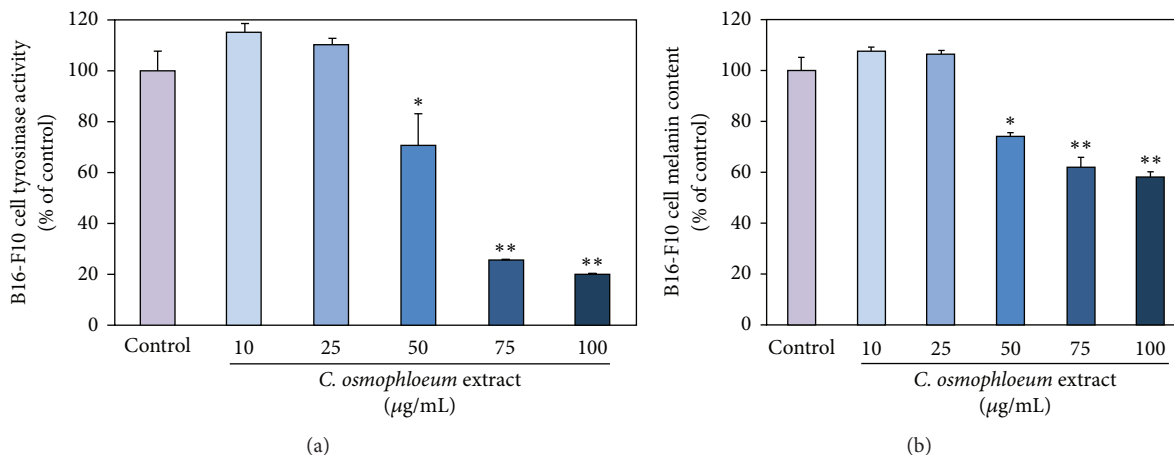 B16-F10 cell tyrosinase activity
(% of control)
120
100
80
60
40
20
0
*
**
**
Control
10
25
50
75
100
C. osmophloeum extract
(µg/mL)
(a)
B16-F10 cell melanin content
(% of control)
120
100
80
60
40
20
0
*
**
**
Control
10
25
50
75
100
C. osmophloeum extract
(µg/mL)
(b)